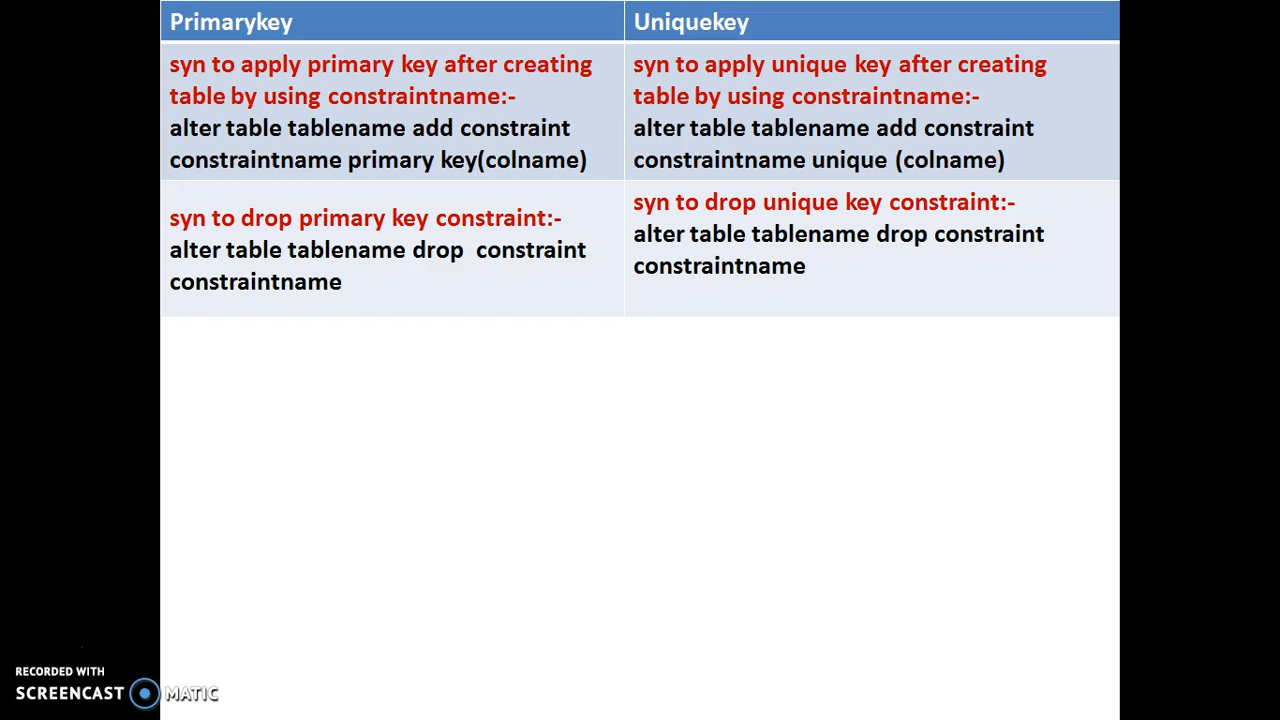 Primarykey
Uniquekey
syn to apply primary key after creating
table by using constraintname:-
alter table tablename add constraint
constraintname primary key(colname)
syn to apply unique key after creating
table by using constraintname:-
alter table tablename add constraint
constraintname unique (colname)
syn to drop primary key constraint:-
alter table tablename drop  constraint
constraintname
syn to drop unique key constraint:-
alter table tablename drop constraint
constraintname
RECORDED WITH
SCREENCAST MATIC